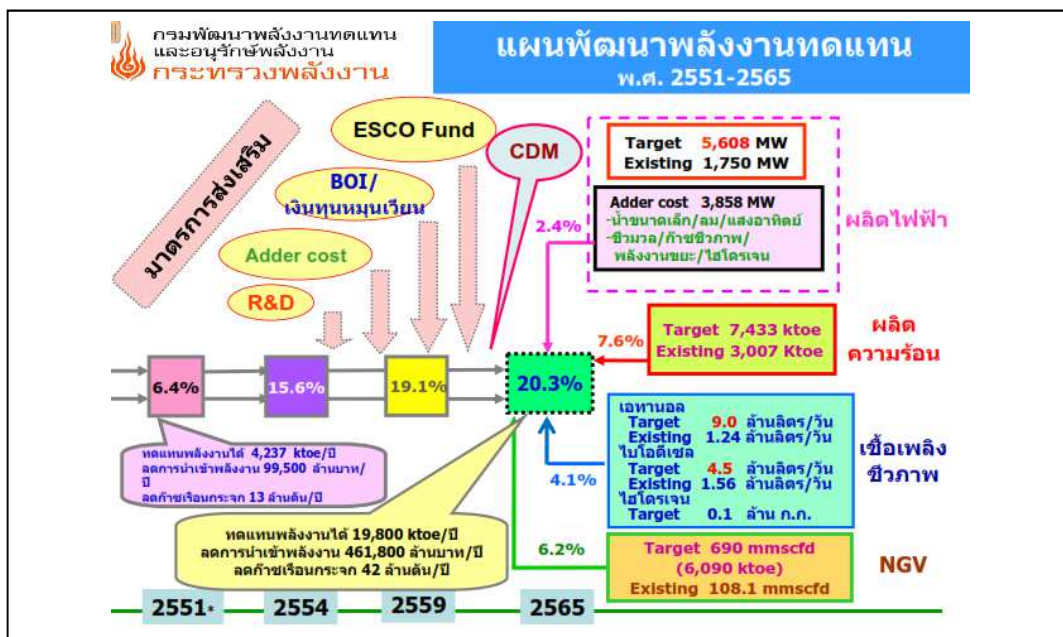 กรมพัฒนาพลังงานทดแทน
และอนุรักษ์พลังงาน
กระทรวงพลังงาน
แผนพัฒนาพลังงานทดแทน
พ.ศ. 2551-2565
มาตรการส่งเสริม
ESCO Fund
BOI/
เงินทุนหมุนเวียน
Adder cost
R&D
CDM
Target 5,608 MW
Existing 1,750 MW
Adder cost 3,858 MW
-น้ำขนาดเล็ก/ลม/แสงอาทิตย์
-ชีวมวล/ก๊าซชีวภาพ/
พลังงานขยะ/ไฮโดรเจน
ผลิตไฟฟ้า
2.4%
Target 7,433 ktoe
Existing 3,007 Ktoe
ผลิต
ความร้อน
7.6%
6.4%
15.6%
19.1%
20.3%
เอทานอล
Target 9.0 ล้านลิตร/วัน
Existing 1.24 ล้านลิตร/วัน
ไบโอดีเซล
Target 4.5 ล้านลิตร/วัน
Existing 1.56 ล้านลิตร/วัน
ไฮโดรเจน
Target 0.1 ล้าน ก.ก.
เชื้อเพลิง
ชีวภาพ
4.1%
ทดแทนพลังงานได้ 4,237 ktoe/ปี
ลดการนำเข้าพลังงาน 99,500 ล้านบาท/
ปี
ลดก๊าซเรือนกระจก 13 ล้านตัน/ปี
ทดแทนพลังงานได้ 19,800 ktoe/ปี
ลดการนำเข้าพลังงาน 461,800 ล้านบาท/ปี
ลดก๊าซเรือนกระจก 42 ล้านตัน/ปี
6.2%
Target 690 mmscfd
(6,090 ktoe)
Existing 108.1 mmscfd
NGV
2551*
2554
2559
2565